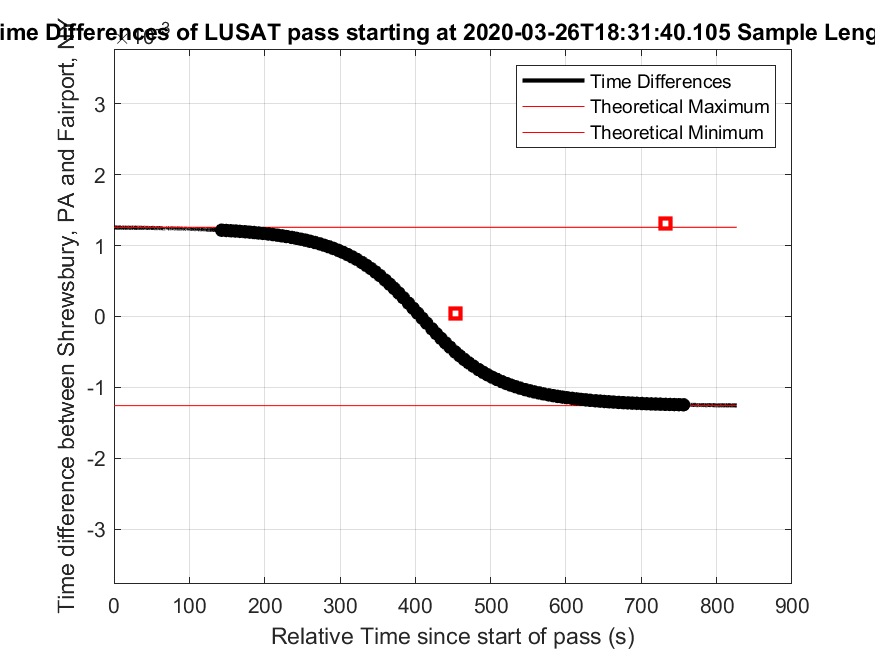 ime Differences of LUSAT pass starting at 2020-03-26T18:31:40.105 Sample Leng
×10-3
Time Differences
Theoretical Maximum
Theoretical Minimum
3
2
1
0
-1
-2
-3
Time difference between Shrewsbury, PA and Fairport, NY
0 100 200 300 400 500 600 700 800 900
Relative Time since start of pass (s)